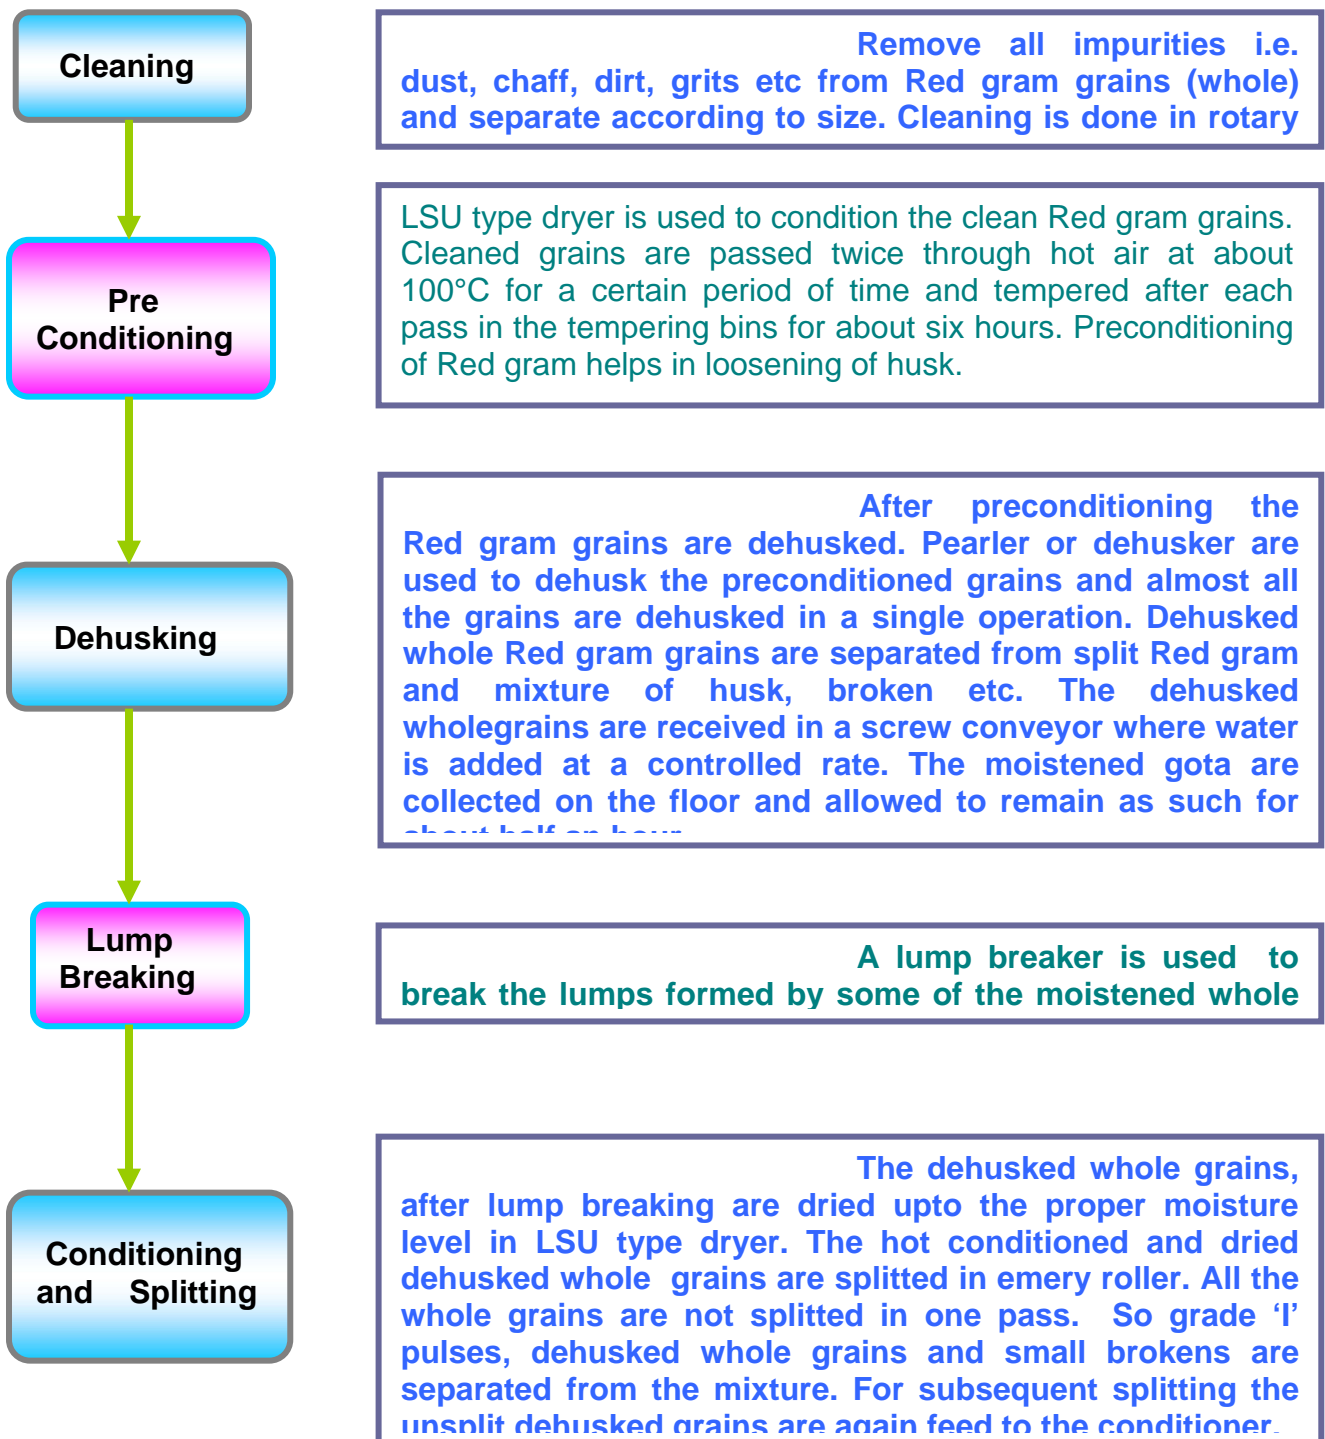 Cleaning
Remove all impurities i.e.
dust, chaff, dirt, grits etc from Red gram grains (whole)
and separate according to size. Cleaning is done in rotary
Pre
Conditioning
LSU type dryer is used to condition the clean Red gram grains.
Cleaned grains are passed twice through hot air at about
100°C for a certain period of time and tempered after each
pass in the tempering bins for about six hours. Preconditioning
of Red gram helps in loosening of husk.
Dehusking
After preconditioning the
Red gram grains are dehusked. Pearler or dehusker are
used to dehusk the preconditioned grains and almost all
the grains are dehusked in a single operation. Dehusked
whole Red gram grains are separated from split Red gram
and mixture of husk, broken etc. The dehusked
wholegrains are received in a screw conveyor where water
is added at a controlled rate. The moistened gota are
collected on the floor and allowed to remain as such for
about half an hour
Lump
Breaking
A lump breaker is used to
break the lumps formed by some of the moistened whole
Conditioning
and Splitting
The dehusked whole grains,
after lump breaking are dried upto the proper moisture
level in LSU type dryer. The hot conditioned and dried
dehusked whole grains are splitted in emery roller. All the
whole grains are not splitted in one pass. So grade ‘I’
pulses, dehusked whole grains and small brokens are
separated from the mixture. For subsequent splitting the
unsplit dehusked grains are again feed to the conditioner.